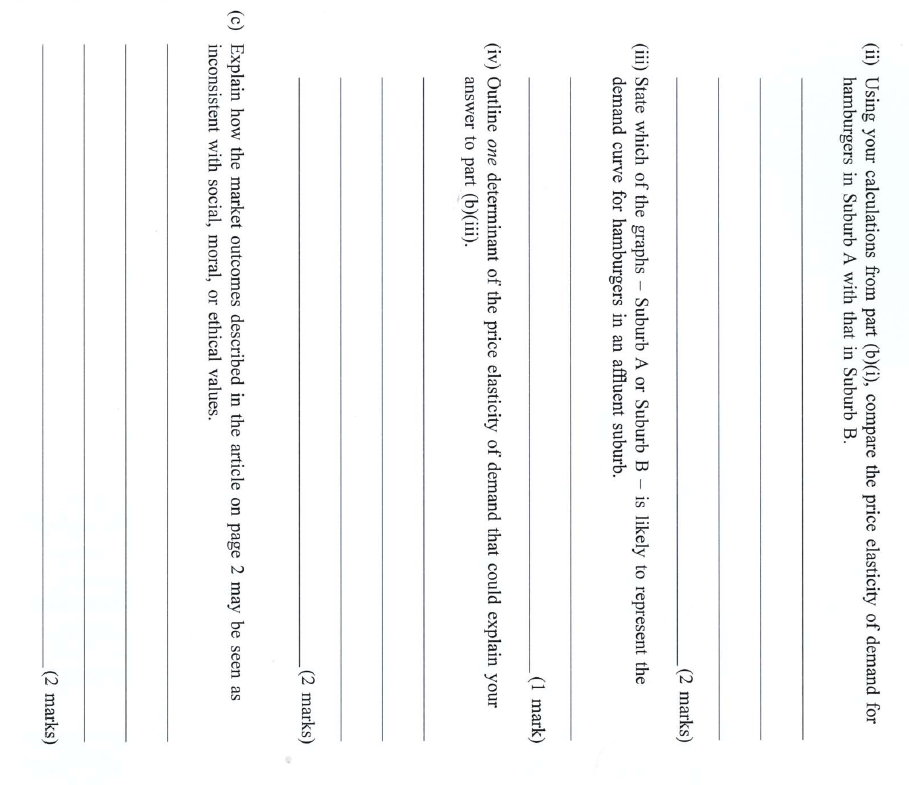 (ii) Using your calculations from part (b)(i), compare the price elasticity of demand for
hamburgers in Suburb A with that in Suburb B.
(2 marks)
(iii) State which of the graphs – Suburb A or Suburb B – is likely to represent the
demand curve for hamburgers in an affluent suburb.
(1 mark)
(iv) Outline one determinant of the price elasticity of demand that could explain your
answer to part (b)(iii).
(2 marks)
(c) Explain how the market outcomes described in the article on page 2 may be seen as
inconsistent with social, moral, or ethical values.
(2 marks)